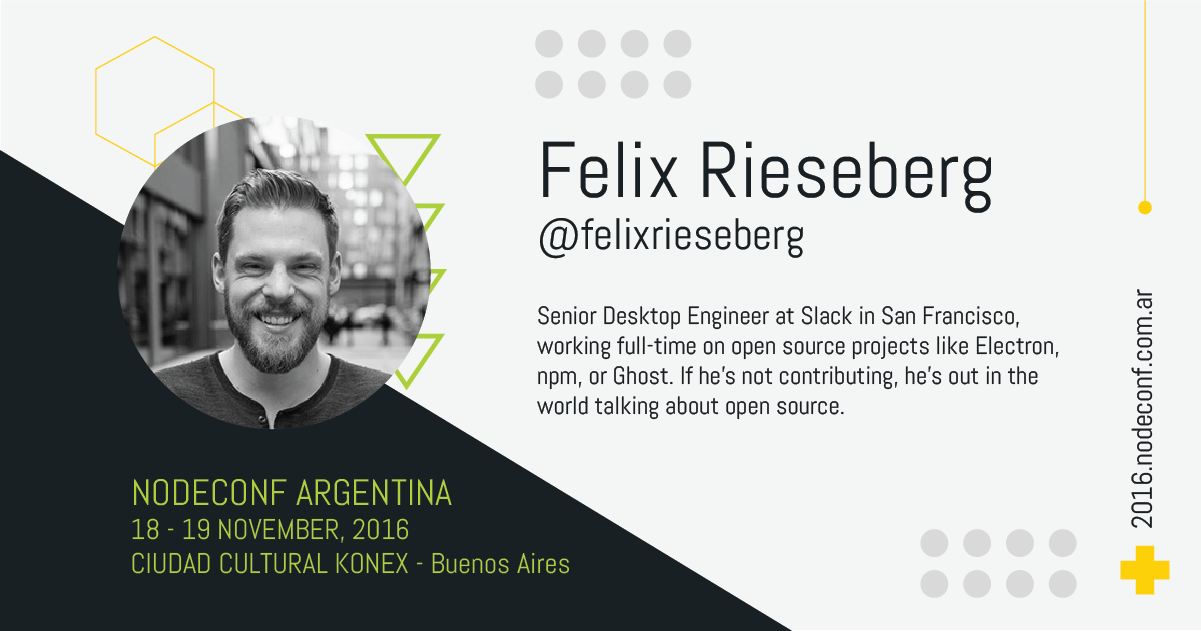 Felix Rieseberg
@felixrieseberg
Senior Desktop Engineer at Slack in San Francisco,
working full-time on open source projects like Electron,
npm, or Ghost. If he's not contributing, he's out in the
world talking about open source.
NODECONF ARGENTINA
18 - 19 NOVEMBER, 2016
CIUDAD CULTURAL KONEX - Buenos Aires
2016.nodeconf.com.ar